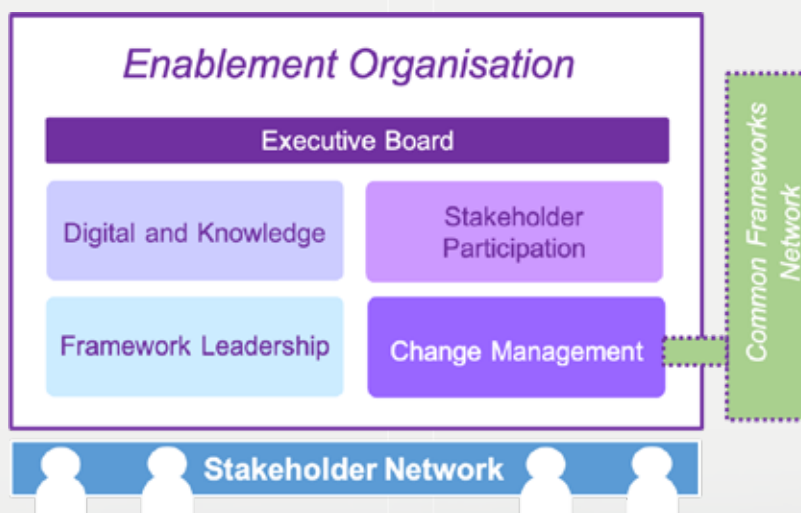 Enablement Organisation
Executive Board
Digital and Knowledge
Stakeholder
Participation
Framework Leadership
Change Management
Common Frameworks
Network
Stakeholder Network